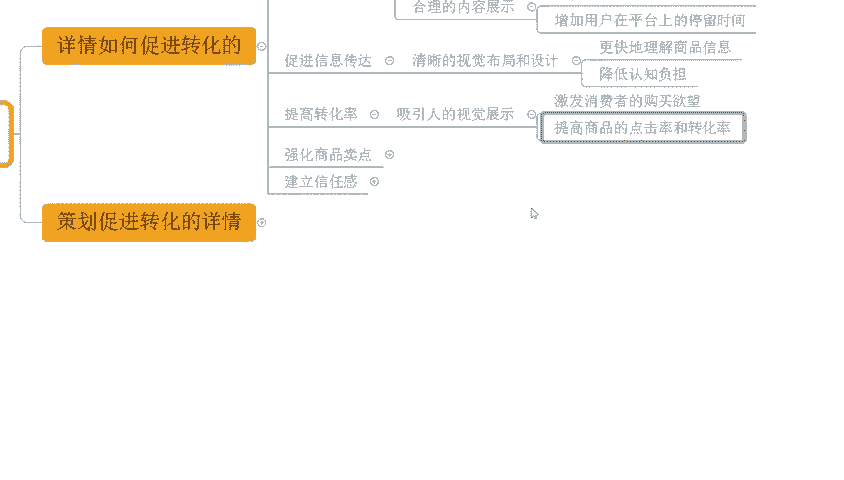 合理的内容展示
增加用户在平台上的停留时间
详情如何促进转化的
更快地理解商品信息
促进信息传达
清晰的视觉布局和设计
降低认知负担
激发消费者的购买欲望
提高转化率
吸引人的视觉展示
提高商品的点击率和转化率
强化商品卖点
建立信任感
策划促进转化的详情